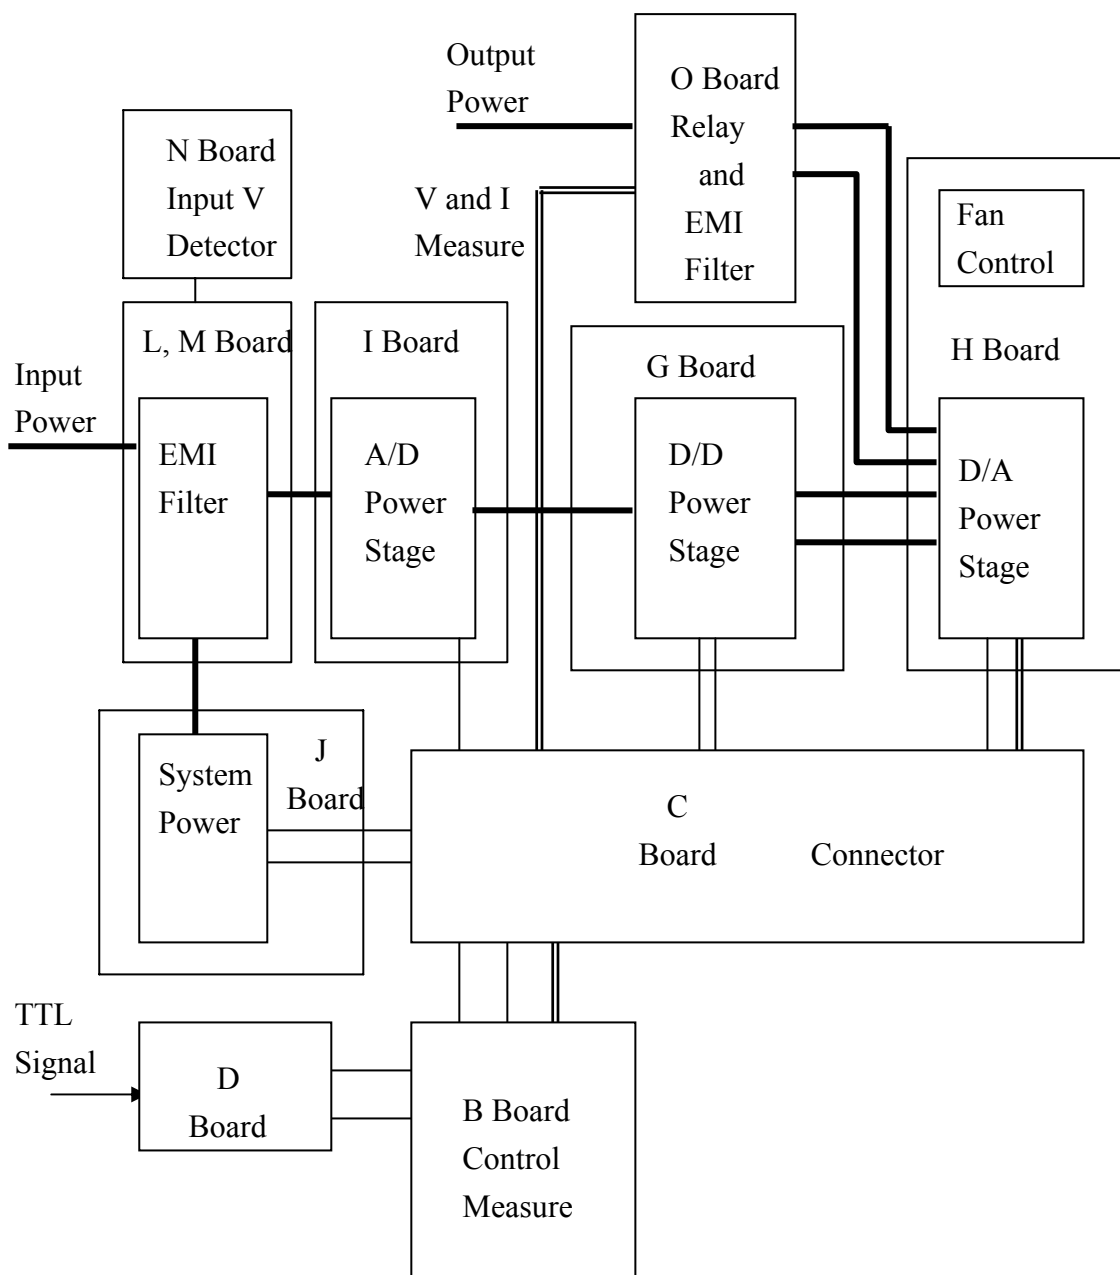 Output
Power
O Board
Relay
and
EMI
Filter
N Board
Input V
Detector
V and I
Measure
Fan
Control
L, M Board
I Board
G Board
H Board
Input
Power
EMI
Filter
A/D
Power
Stage
D/D
Power
Stage
D/A
Power
Stage
System
Power
J
Board
C
Board
Connector
TTL
Signal
D
Board
B Board
Control
Measure